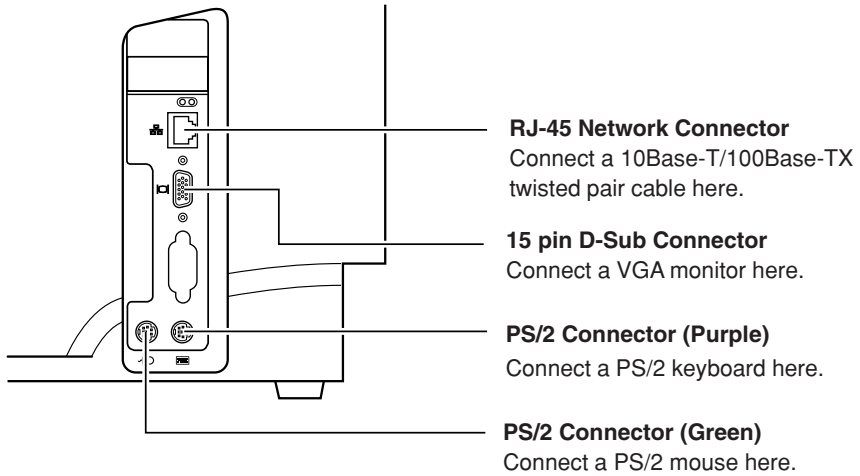 RJ-45 Network Connector
Connect a 10Base-T/100Base-TX
twisted pair cable here.
15 pin D-Sub Connector
Connect a VGA monitor here.
PS/2 Connector (Purple)
Connect a PS/2 keyboard here.
PS/2 Connector (Green)
Connect a PS/2 mouse here.